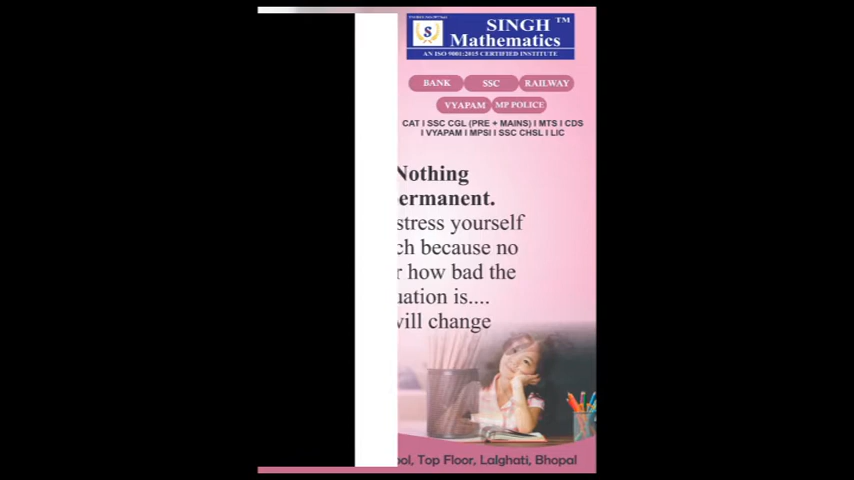 SINGH TM
Mathematics
AN ISO 9001:2015 CERTIFIED INSTITUTE
BANK SSC RAILWAY
VYAPAM MP POLICE
CAT I SSC CGL (PRE + MAINS) I MTS I CDS
I VYAPAM I MPSI I SSC CHSL I LIC
Nothing
ermanent.
stress yourself
ch because no
r how bad the
uation is....
will change
ool, Top Floor, Lalghati, Bhopal